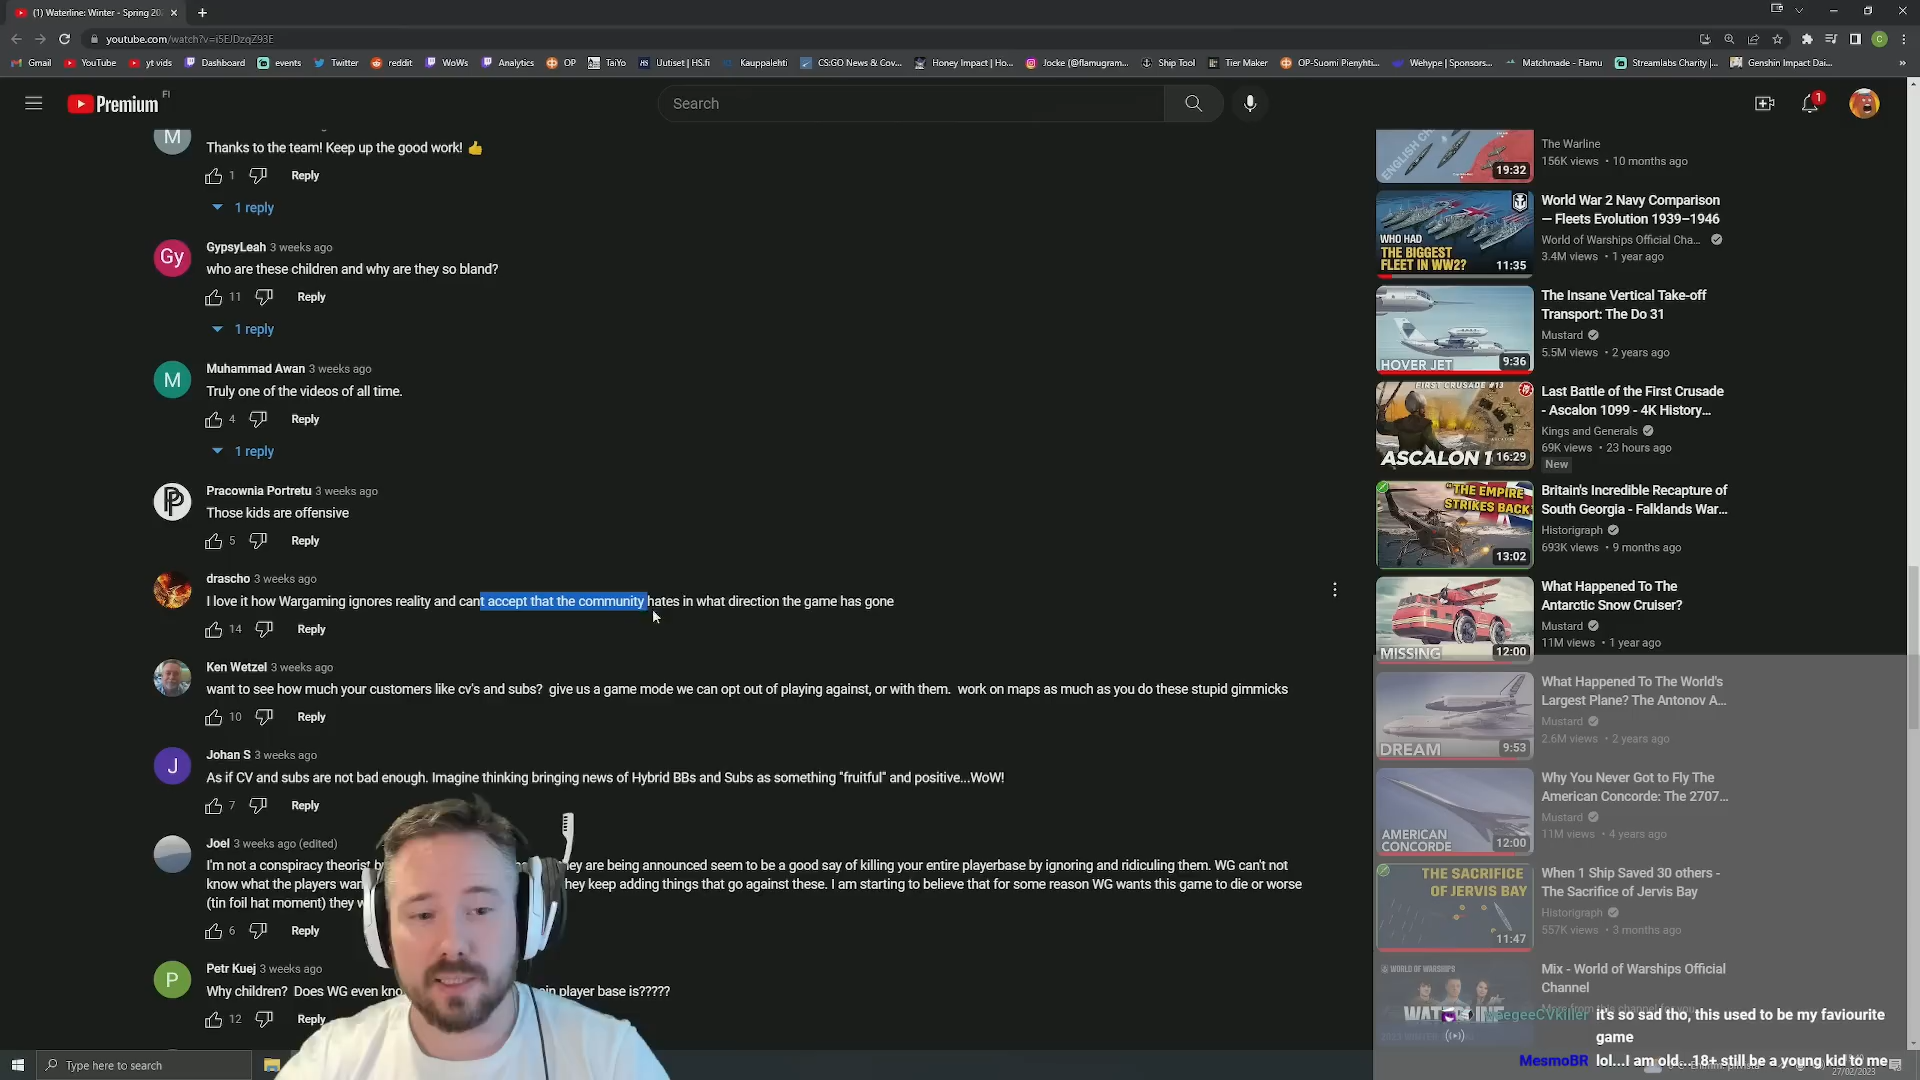 (1) Waterline: Winter - Spring 202
youtube.com/watch?v=i5EJDzqZ93E
Gmail YouTube yt vids Dashboard events Twitter reddit WoWs Analytics OP TaiYo Uutiset | HS.fi Kauppalehti CS:GO News & Cov... Honey Impact | Ho... Jocke (@flamugram... Ship Tool Tier Maker OP-Suomi Pienyhti... Wehype | Sponsors... Matchmade - Flamu Streamlabs Charity |... Genshin Impact Dai...
Premium FI
Search
1
M
Thanks to the team! Keep up the good work! 👍
1 Reply
1 reply
Gy
GypsyLeah 3 weeks ago
who are these children and why are they so bland?
11 Reply
1 reply
M
Muhammad Awan 3 weeks ago
Truly one of the videos of all time.
4 Reply
1 reply
Pracownia Portretu 3 weeks ago
Those kids are offensive
5 Reply
drascho 3 weeks ago
I love it how Wargaming ignores reality and cant accept that the community hates in what direction the game has gone
14 Reply
Ken Wetzel 3 weeks ago
want to see how much your customers like cv's and subs? give us a game mode we can opt out of playing against, or with them. work on maps as much as you do these stupid gimmicks
10 Reply
J
Johan S 3 weeks ago
As if CV and subs are not bad enough. Imagine thinking bringing news of Hybrid BBs and Subs as something "fruitful" and positive...WoW!
7 Reply
Joel 3 weeks ago (edited)
I'm not a conspiracy theorist hey are being announced seem to be a good say of killing your entire playerbase by ignoring and ridiculing them. WG can't not
know what the players wan hey keep adding things that go against these. I am starting to believe that for some reason WG wants this game to die or worse
(tin foil hat moment) they
6 Reply
P
Petr Kuej 3 weeks ago
Why children? Does WG even kno player base is?????
12 Reply
ENGLISH
19:32
The Warline
156K views • 10 months ago
WHO HAD
THE BIGGEST
FLEET IN WW2?
11:35
World War 2 Navy Comparison
— Fleets Evolution 1939–1946
World of Warships Official Cha...
3.4M views • 1 year ago
HOVER JET
9:36
The Insane Vertical Take-off
Transport: The Do 31
Mustard
5.5M views • 2 years ago
FIRST CRUSADE #13
ASCALON 1
16:29
Last Battle of the First Crusade
- Ascalon 1099 - 4K History...
Kings and Generals
69K views • 23 hours ago
New
"THE EMPIRE
STRIKES BACK"
13:02
Britain's Incredible Recapture of
South Georgia - Falklands War...
Historigraph
693K views • 9 months ago
MISSING
12:00
What Happened To The
Antarctic Snow Cruiser?
Mustard
11M views • 1 year ago
DREAM
9:53
What Happened To The World's
Largest Plane? The Antonov A...
Mustard
2.6M views • 2 years ago
AMERICAN
CONCORDE
12:00
Why You Never Got to Fly The
American Concorde: The 2707...
Mustard
11M views • 4 years ago
THE SACRIFICE
OF JERVIS BAY
11:47
When 1 Ship Saved 30 others -
The Sacrifice of Jervis Bay
Historigraph
557K views • 3 months ago
WORLD OF WARSHIPS
Mix - World of Warships Official
Channel
More from this channel for you
it's so sad tho, this used to be my faviourite
game
MesmoBR lol...I am old...18+ still be a young kid to me
Type here to search
27/02/2023